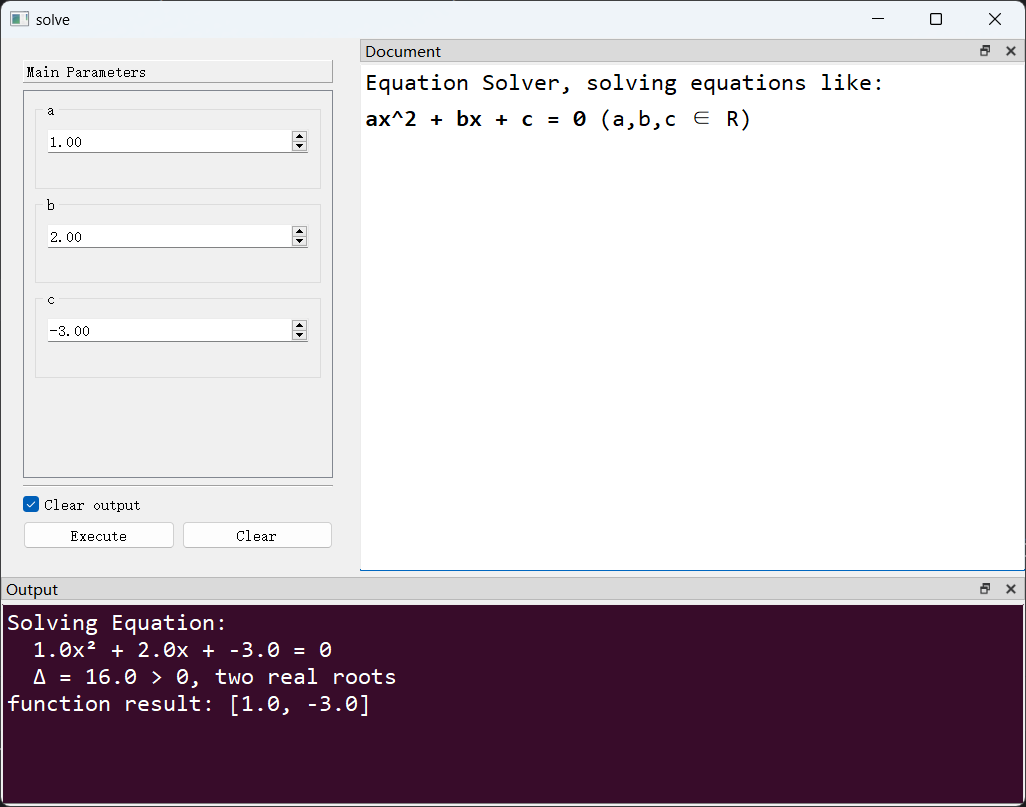 solve
Main Parameters
a
1.00
b
2.00
c
-3.00
Clear output
Execute
Clear
Document
Equation Solver, solving equations like:
ax^2 + bx + c = 0 (a,b,c ∈ R)
Output
Solving Equation:
1.0x² + 2.0x + -3.0 = 0
Δ = 16.0 > 0, two real roots
function result: [1.0, -3.0]